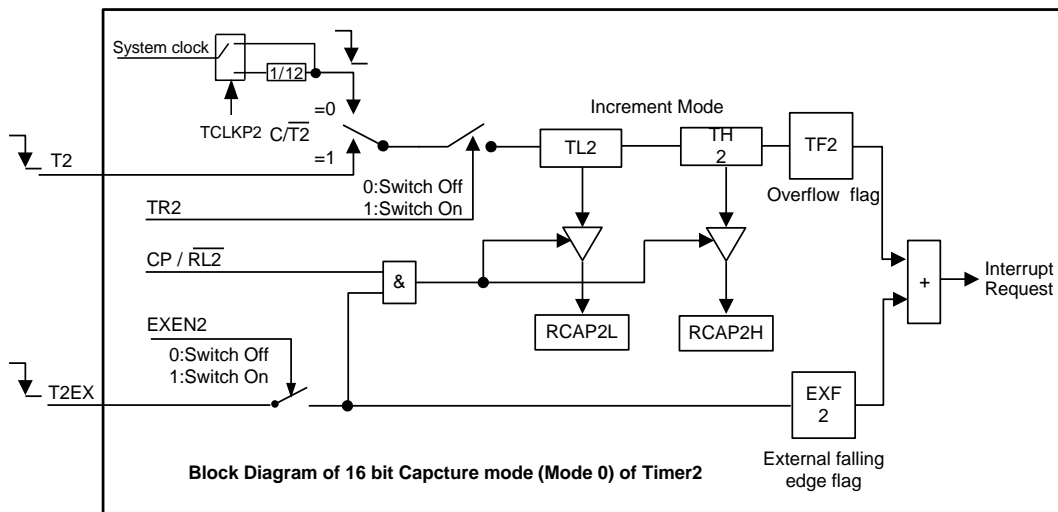 System clock
1/12
=0
TCLKP2
C/T2
T2
=1
Increment Mode
TL2
TH
2
TF2
Overflow flag
0:Switch Off
1:Switch On
TR2
CP / RL2
&
+
Interrupt
Request
EXEN2
0:Switch Off
1:Switch On
RCAP2L
RCAP2H
T2EX
EXF
2
External falling
edge flag
Block Diagram of 16 bit Capcture mode (Mode 0) of Timer2